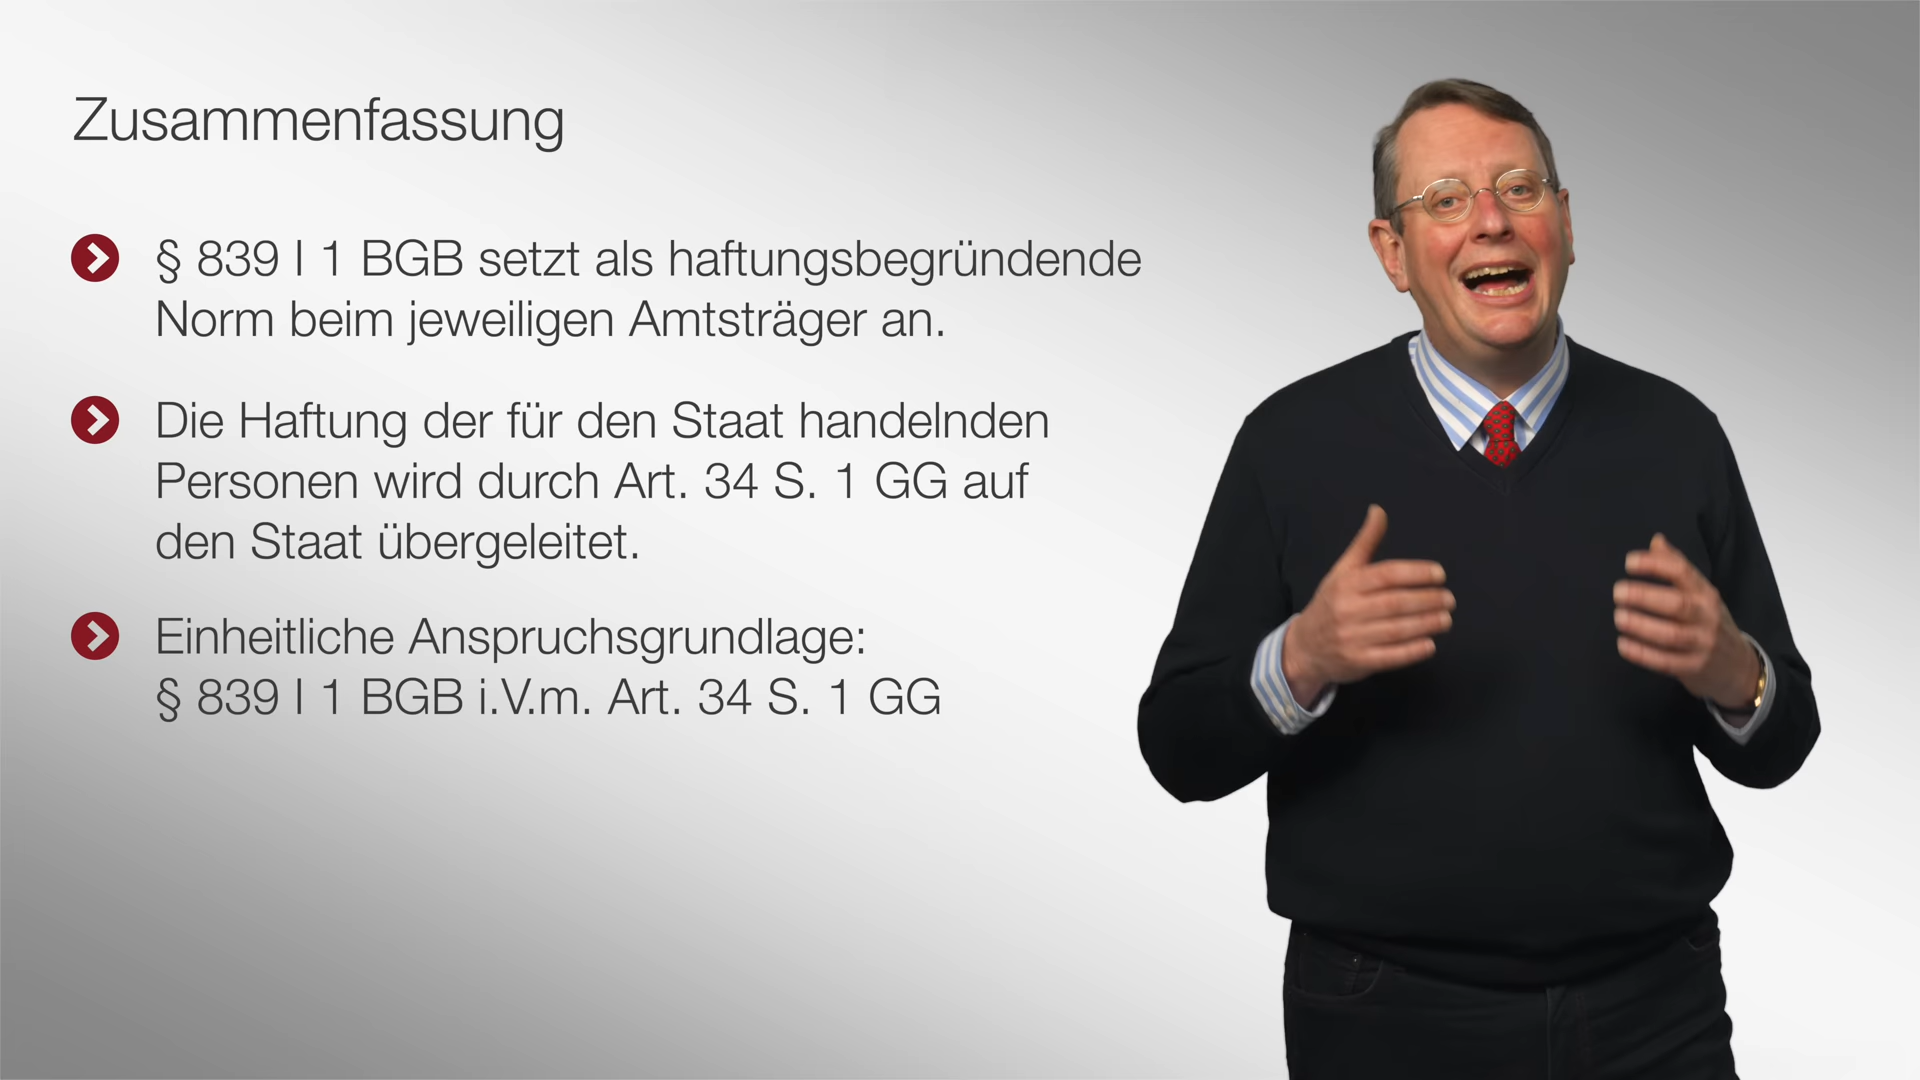 Zusammenfassung
§ 839 I 1 BGB setzt als haftungsbegründende
Norm beim jeweiligen Amtsträger an.
Die Haftung der für den Staat handelnden
Personen wird durch Art. 34 S. 1 GG auf
den Staat übergeleitet.
Einheitliche Anspruchsgrundlage:
§ 839 I 1 BGB i.V.m. Art. 34 S. 1 GG